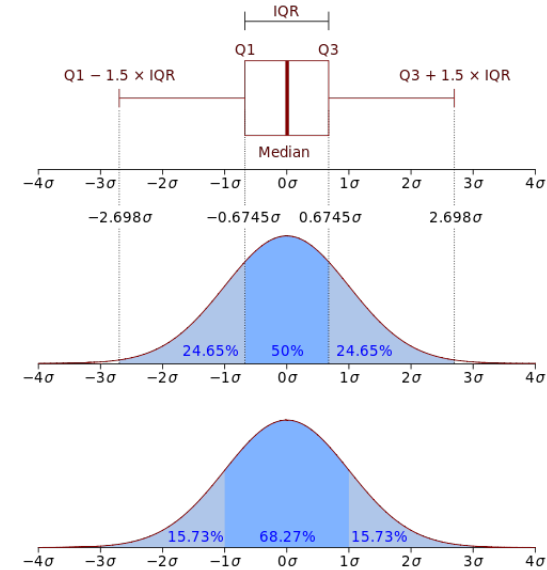 IQR
Q1 Q3
Q1 − 1.5 × IQR Q3 + 1.5 × IQR
Median
−4σ −3σ −2σ −1σ 0σ 1σ 2σ 3σ 4σ
−2.698σ −0.6745σ 0.6745σ 2.698σ
24.65% 50% 24.65%
−4σ −3σ −2σ −1σ 0σ 1σ 2σ 3σ 4σ
15.73% 68.27% 15.73%
−4σ −3σ −2σ −1σ 0σ 1σ 2σ 3σ 4σ